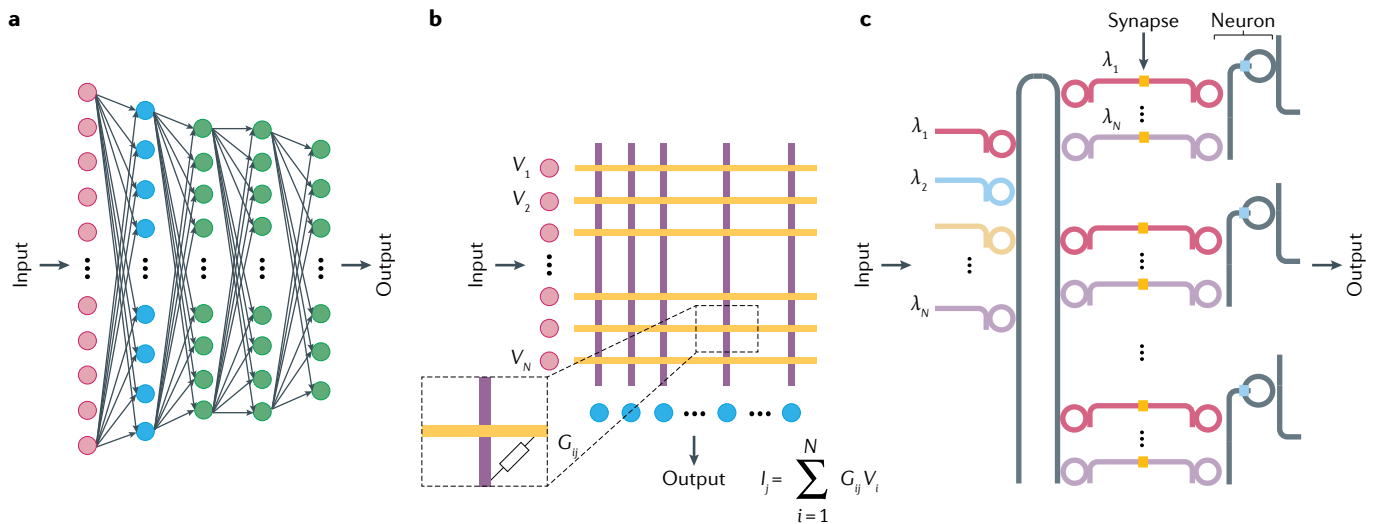 a
Input
Output
b
V1
V2
Input
VN
Gij
Output
Ij = N∑i = 1 GijVi
c
Synapse
Neuron
λ1
λN
λ1
λ2
λN
Input
Output